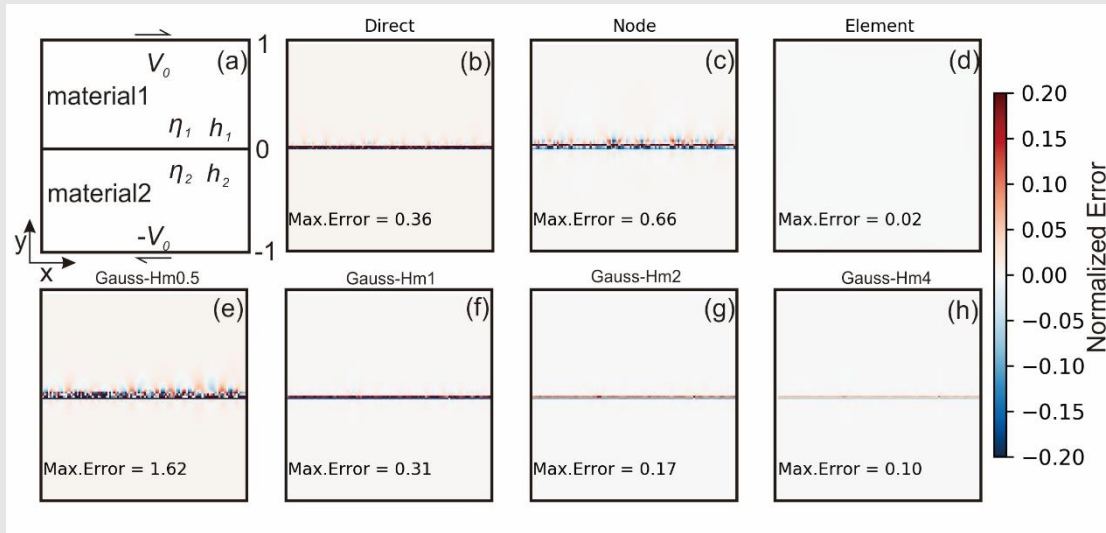 Direct
Node
Element
V₀
(a)
1
material1
η₁ h₁
0
η₂ h₂
material2
-V₀
-1
y
x
(b)
Max.Error = 0.36
(c)
Max.Error = 0.66
(d)
Max.Error = 0.02
Gauss-Hm0.5
(e)
Max.Error = 1.62
Gauss-Hm1
(f)
Max.Error = 0.31
Gauss-Hm2
(g)
Max.Error = 0.17
Gauss-Hm4
(h)
Max.Error = 0.10
0.20
0.15
0.10
0.05
0.00
−0.05
−0.10
−0.15
−0.20
Normalized Error